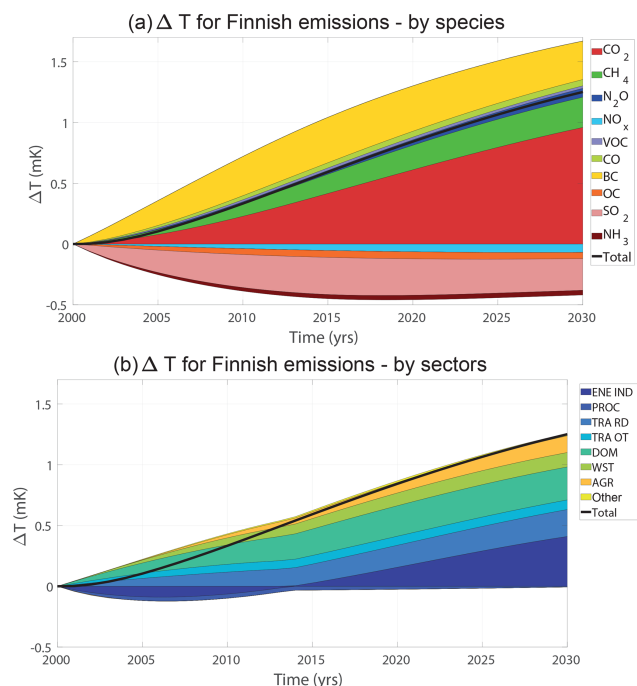 (a) Δ T for Finnish emissions - by species
1.5
1
0.5
0
-0.5
ΔT (mK)
2000 2005 2010 2015 2020 2025 2030
Time (yrs)
CO2
CH4
N2O
NOx
VOC
CO
BC
OC
SO2
NH3
Total
(b) Δ T for Finnish emissions - by sectors
1.5
1
0.5
0
-0.5
ΔT (mK)
2000 2005 2010 2015 2020 2025 2030
Time (yrs)
ENE IND
PROC
TRA RD
TRA OT
DOM
WST
AGR
Other
Total